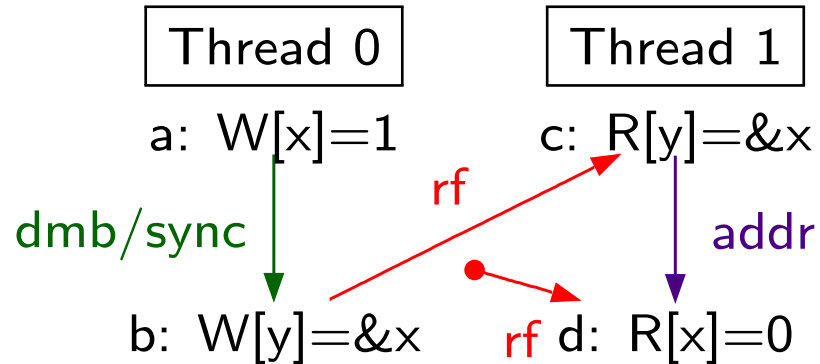 Thread 0 Thread 1
a: W[x]=1 c: R[y]=&x
rf
dmb/sync addr
b: W[y]=&x rf d: R[x]=0